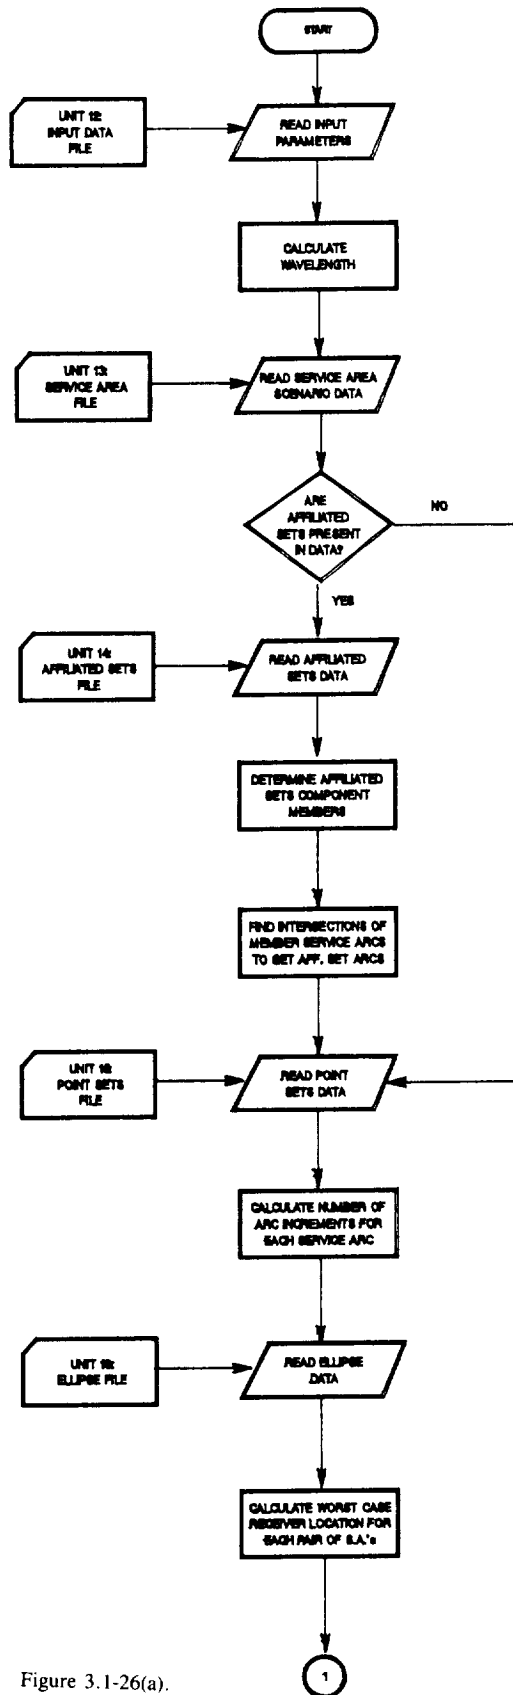 START
UNIT 12:
INPUT DATA
FILE
READ INPUT
PARAMETERS
CALCULATE
WAVELENGTH
UNIT 13:
SERVICE AREA
FILE
READ SERVICE AREA
SCENARIO DATA
ARE
AFFILIATED
SETS PRESENT
IN DATA?
NO
YES
UNIT 14:
AFFILIATED SETS
FILE
READ AFFILIATED
SETS DATA
DETERMINE AFFILIATED
SETS COMPONENT
MEMBERS
FIND INTERSECTIONS OF
MEMBER SERVICE ARCS
TO GET AFF. SET ARCS
UNIT
POINT SETS
FILE
READ POINT
SETS DATA
CALCULATE NUMBER OF
ARC INCREMENTS FOR
EACH SERVICE ARC
UNIT
ELLIPSE FILE
READ ELLIPSE
DATA
CALCULATE WORST CASE
RECEIVER LOCATION FOR
EACH PAIR OF S.A.'s
1
Figure 3.1-26(a).